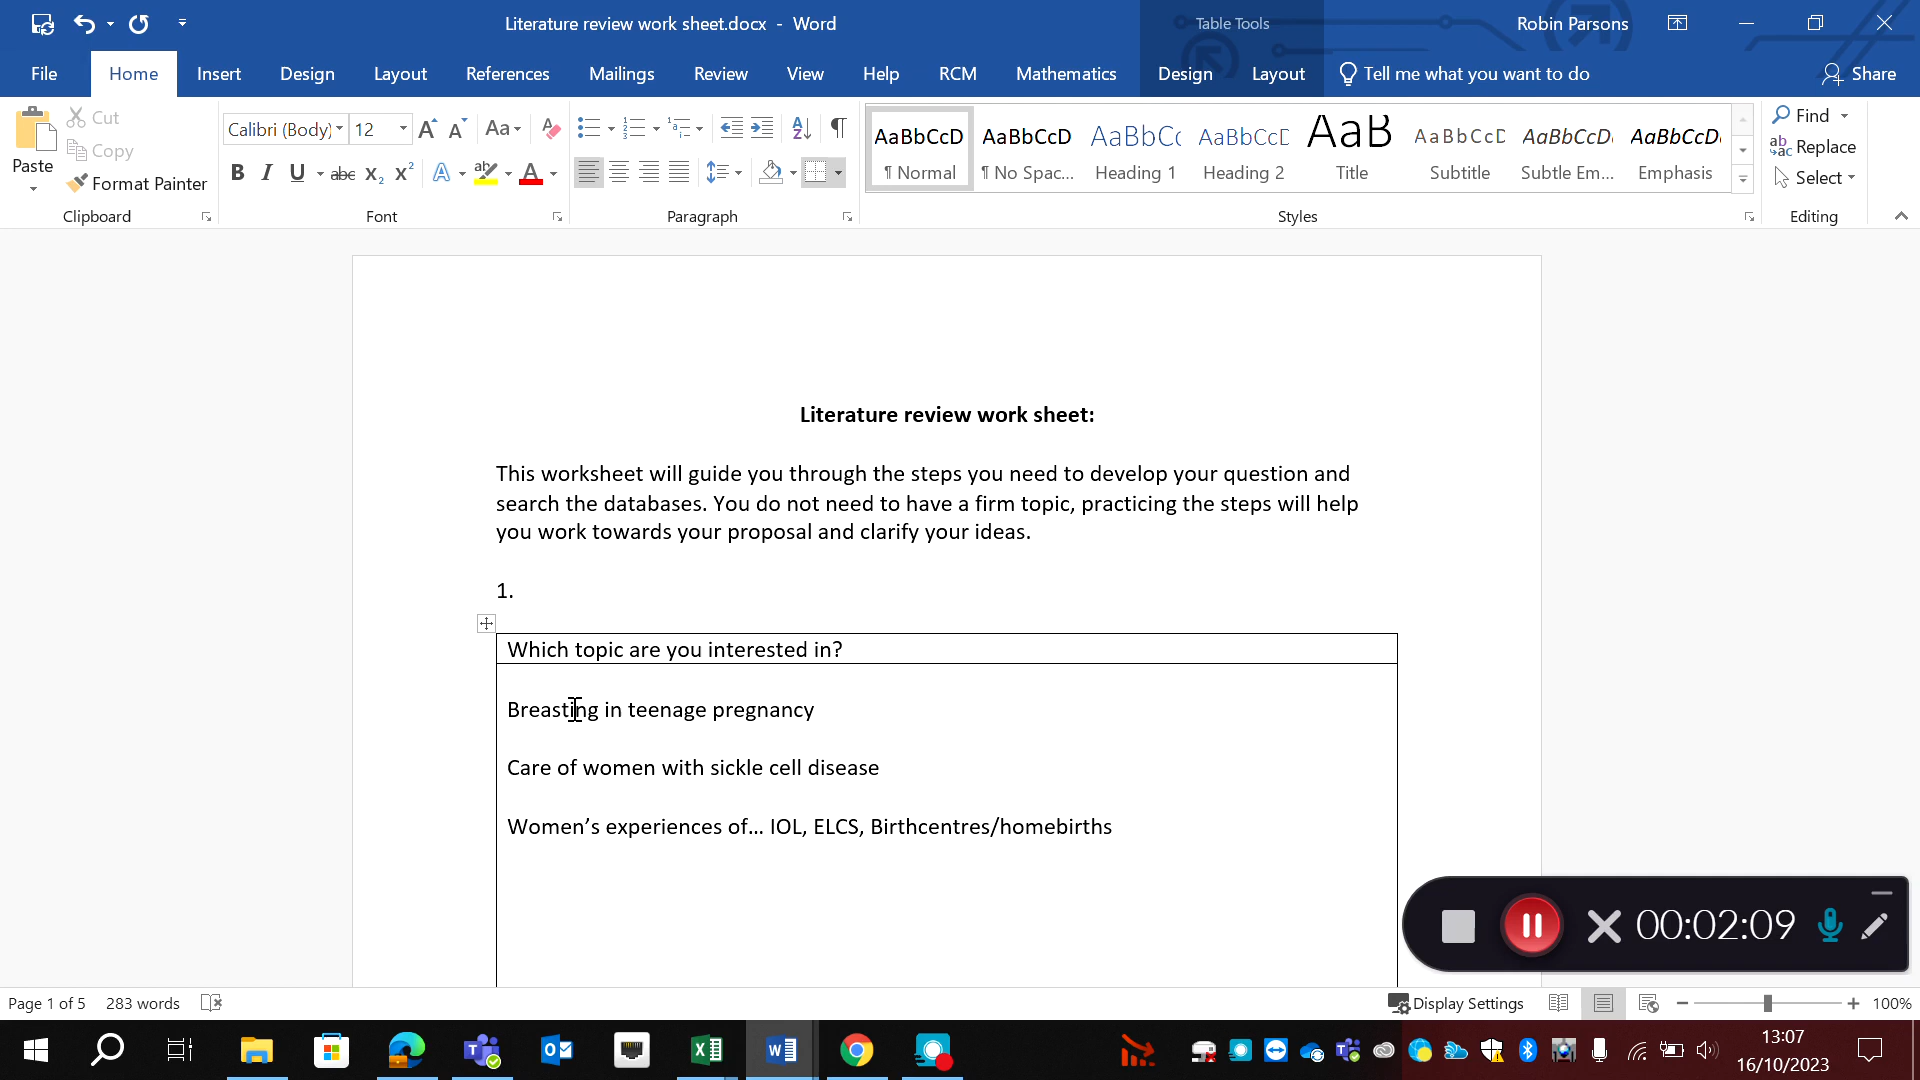 Literature review work sheet.docx - Word
Table Tools
Robin Parsons
File Home Insert Design Layout References Mailings Review View Help RCM Mathematics Design Layout Tell me what you want to do Share
Paste
Cut
Copy
Format Painter
Clipboard
Calibri (Body) 12
Font
Paragraph
AaBbCcD AaBbCcD AaBbCc AaBbCcE AaB AaBbCcD AaBbCcD AaBbCcD
¶ Normal ¶ No Spac... Heading 1 Heading 2 Title Subtitle Subtle Em... Emphasis
Styles
Find
Replace
Select
Editing
Literature review work sheet:
This worksheet will guide you through the steps you need to develop your question and
search the databases. You do not need to have a firm topic, practicing the steps will help
you work towards your proposal and clarify your ideas.
1.
Which topic are you interested in?
Breasting in teenage pregnancy
Care of women with sickle cell disease
Women’s experiences of… IOL, ELCS, Birthcentres/homebirths
00:02:09
Page 1 of 5 283 words
Display Settings
100%
13:07
16/10/2023